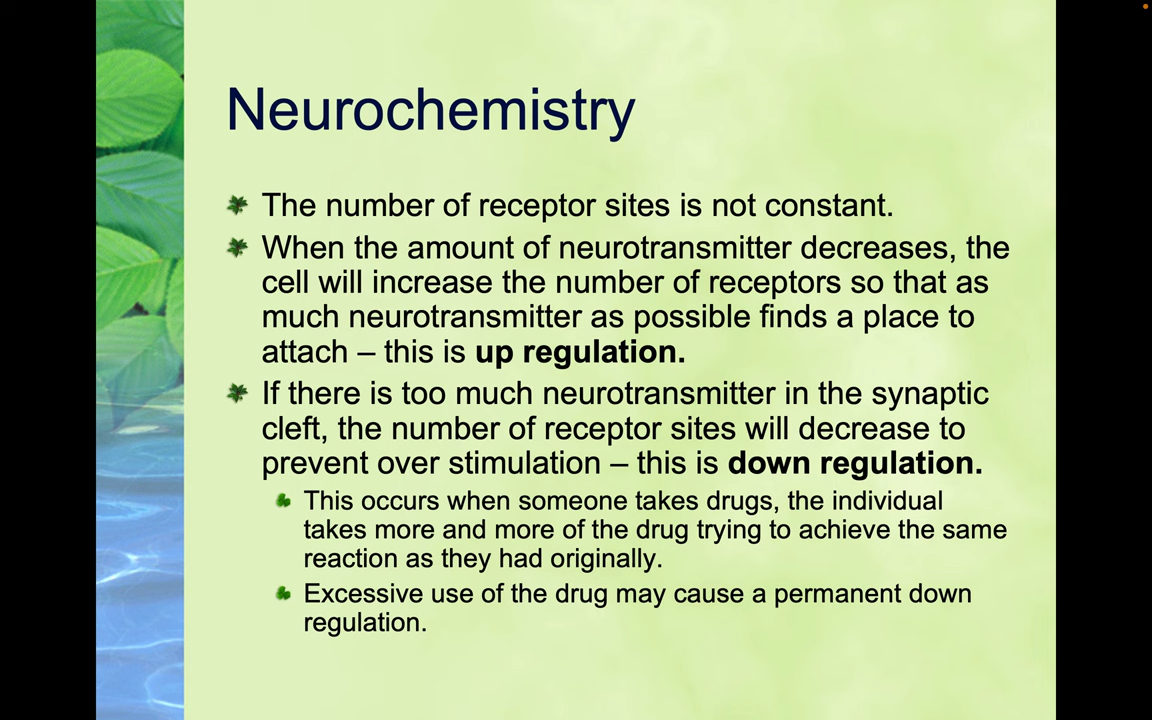 Neurochemistry
The number of receptor sites is not constant.
When the amount of neurotransmitter decreases, the
cell will increase the number of receptors so that as
much neurotransmitter as possible finds a place to
attach – this is up regulation.
If there is too much neurotransmitter in the synaptic
cleft, the number of receptor sites will decrease to
prevent over stimulation – this is down regulation.
This occurs when someone takes drugs, the individual
takes more and more of the drug trying to achieve the same
reaction as they had originally.
Excessive use of the drug may cause a permanent down
regulation.